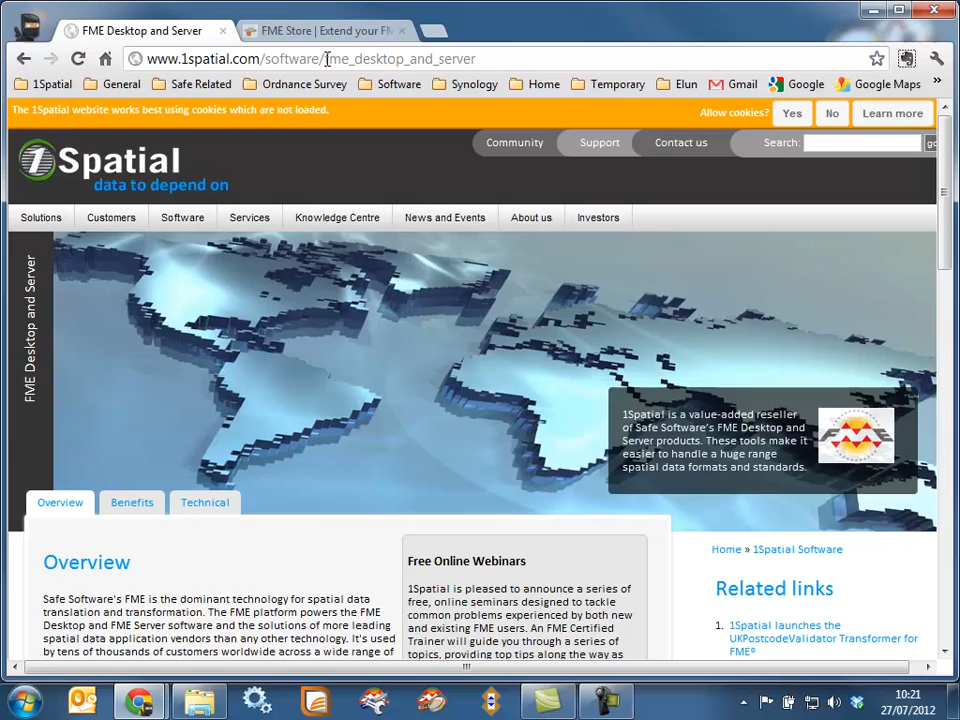 FME Desktop and Server
FME Store | Extend your FM
www.1spatial.com/software/fme_desktop_and_server
1Spatial
General
Safe Related
Ordnance Survey
Software
Synology
Home
Temporary
Elun
Gmail
Google
Google Maps
»
The 1Spatial website works best using cookies which are not loaded.
Allow cookies?
Yes
No
Learn more
Community
Support
Contact us
Search:
1Spatial
data to depend on
Solutions
Customers
Software
Services
Knowledge Centre
News and Events
About us
Investors
FME Desktop and Server
1Spatial is a value-added reseller
of Safe Software's FME Desktop and
Server products. These tools make it
easier to handle a huge range
spatial data formats and standards.
FME
Overview
Benefits
Technical
Overview
Safe Software's FME is the dominant technology for spatial data
translation and transformation. The FME platform powers the FME
Desktop and FME Server software and the solutions of more leading
spatial data application vendors than any other technology. It's used
by tens of thousands of customers worldwide across a wide range of
Free Online Webinars
1Spatial is pleased to announce a series of
free, online seminars designed to tackle
common problems experienced by both new
and existing FME users. An FME Certified
Trainer will guide you through a series of
topics, providing top tips along the way as
Home » 1Spatial Software
Related links
1. 1Spatial launches the
UKPostcodeValidator Transformer for
FME®
10:21
27/07/2012